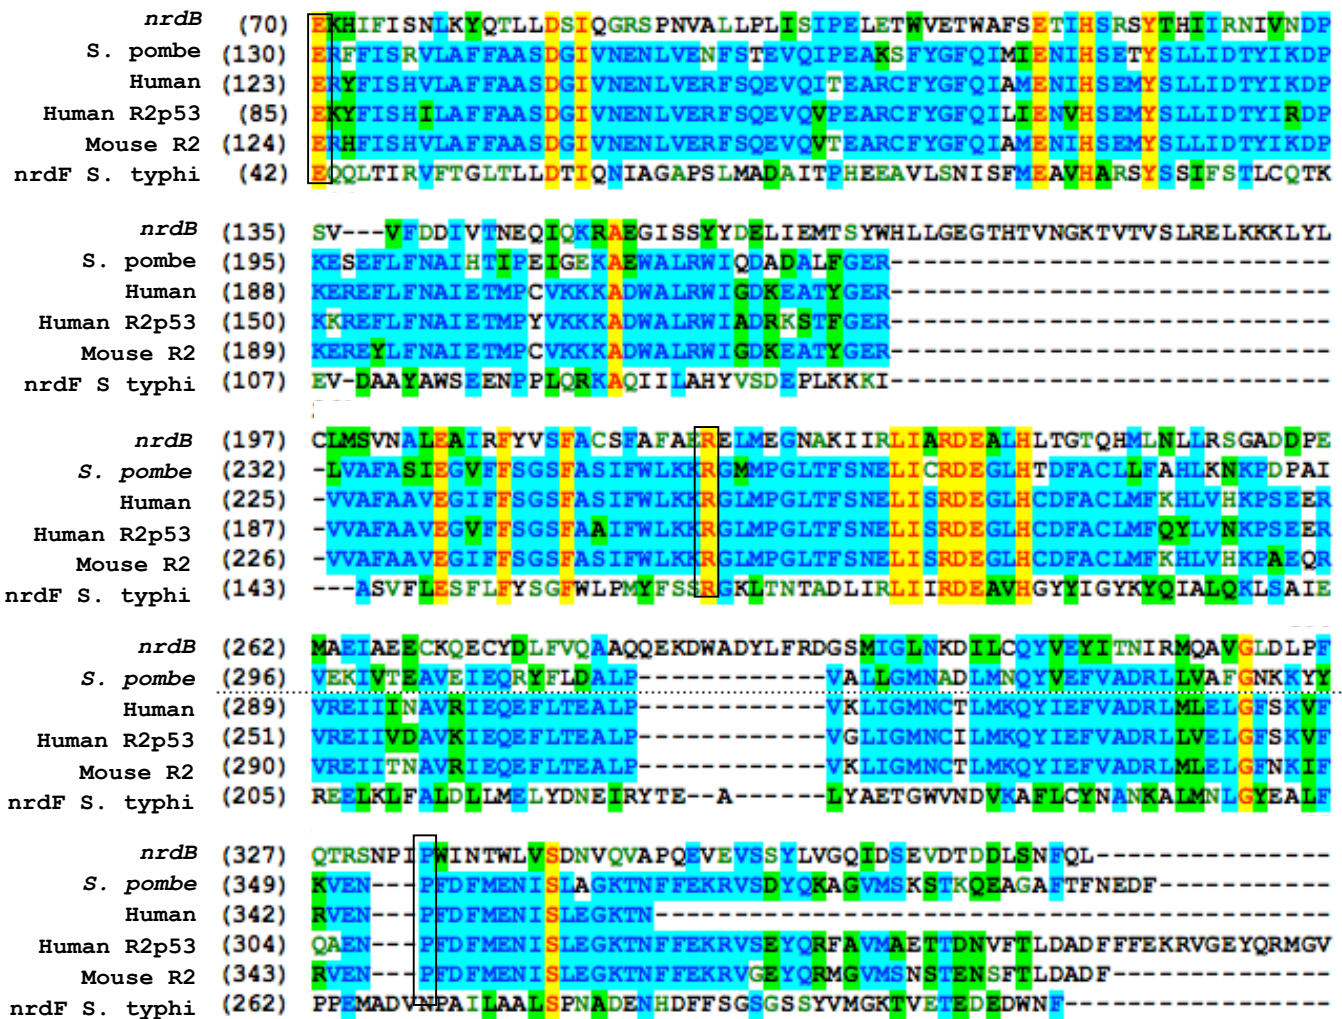 nrdB (70) EKHIFISNLKYQTLLDSIQGRSPNVALLPLISIPELETWVETWAFSETIHSRSYTHIIRNIVNDP
S. pombe (130) ERFFISRVLAFFAASDGIVNENLVENFSTEVQIPEAKSFYGFQIMIENIHSETYSLLIDTYIKDP
Human (123) ERYFISHVLAFFAASDGIVNENLVERFSQEVQITEARCFYGFQIAMENIHSEMYSLLIDTYIKDP
Human R2p53 (85) EKYFISHILAFFAASDGIVNENLVERFSQEVQVPEARCFYGFQILIENVHSEMYSLLIDTYIRDP
Mouse R2 (124) ERHFISHVLAFFAASDGIVNENLVERFSQEVQVTEARCFYGFQIAMENIHSEMYSLLIDTYIKDP
nrdF S. typhi (42) EQQLTIRVFTGLTLLDTIQNIAGAPSLMADAITPHEEAVLSNISFMEAVHARSYSSIFSTLCQTK
nrdB (135) SV---VFDDIVTNEQIQKRAEGISSYYDELIEMTSYWHLLGEGTHTVNGKTVTVSLRELKKKLYL
S. pombe (195) KESEFLFNAIHTIPEIGEKAEWALRWIQDADALFGER----------------------------
Human (188) KEREFLFNAIETMPCVKKKADWALRWIGDKEATYGER----------------------------
Human R2p53 (150) KKREFLFNAIETMPYVKKKADWALRWIADRKSTFGER----------------------------
Mouse R2 (189) KEREYLFNAIETMPCVKKKADWALRWIGDKEATYGER----------------------------
nrdF S typhi (107) EV-DAAYAWSEENPPLQRKAQIILAHYVSDEPLKKKI----------------------------
nrdB (197) CLMSVNALEAIRFYVSFACSFAFAERELMEGNAKIIRLIARDEALHLTGTQHMLNLLRSGADDPE
S. pombe (232) -LVAFASIEGVFFSGSFASIFWLKKRGMMPGLTFSNELICRDEGLHTDFACLLFAHLKNKPDPAI
Human (225) -VVAFAAVEGIFFSGSFASIFWLKKRGLMPGLTFSNELISRDEGLHCDFACLMFKHLVHKPSEER
Human R2p53 (187) -VVAFAAVEGVFFSGSFAAIFWLKKRGLMPGLTFSNELISRDEGLHCDFACLMFQYLVNKPSEER
Mouse R2 (226) -VVAFAAVEGIFFSGSFASIFWLKKRGLMPGLTFSNELISRDEGLHCDFACLMFKHLVHKPAEQR
nrdF S. typhi (143) ---ASVFLESFLFYSGFWLPMYFSSRGKLTNTADLIRLIIRDEAVHGYYIGYKYQIALQKLSAIE
nrdB (262) MAEIAEECKQECYDLFVQAAQQEKDWADYLFRDGSMIGLNKDILCQYVEYITNIRMQAVGLDLPF
S. pombe (296) VEKIVTEAVEIEQRYFLDALP------------VALLGMNADLMNQYVEFVADRLLVAFGNKKYY
Human (289) VREIIINAVRIEQEFLTEALP------------VKLIGMNCTLMKQYIEFVADRLMLELGFSKVF
Human R2p53 (251) VREIIVDAVKIEQEFLTEALP------------VGLIGMNCILMKQYIEFVADRLLVELGFSKVF
Mouse R2 (290) VREIITNAVRIEQEFLTEALP------------VKLIGMNCTLMKQYIEFVADRLMLELGFNKIF
nrdF S. typhi (205) REELKLFALDLLMELYDNEIRYTE--A------LYAETGWVNDVKAFLCYNANKALMNLGYEALF
nrdB (327) QTRSNPIPWINTWLVSDNVQVAPQEVEVSSYLVGQIDSEVDTDDLSNFQL---------------
S. pombe (349) KVEN---PFDFMENISLAGKTNFFEKRVSDYQKAGVMSKSTKQEAGAFTFNEDF-----------
Human (342) RVEN---PFDFMENISLEGKTN-------------------------------------------
Human R2p53 (304) QAEN---PFDFMENISLEGKTNFFEKRVSEYQRFAVMAETTDNVFTLDADFFFEKRVGEYQRMGV
Mouse R2 (343) RVEN---PFDFMENISLEGKTNFFEKRVGEYQRMGVMSNSTENSFTLDADF--------------
nrdF S. typhi (262) PPEMADVNPAILAALSPNADENHDFFSGSGSSYVMGKTVETEDEDWNF-----------------